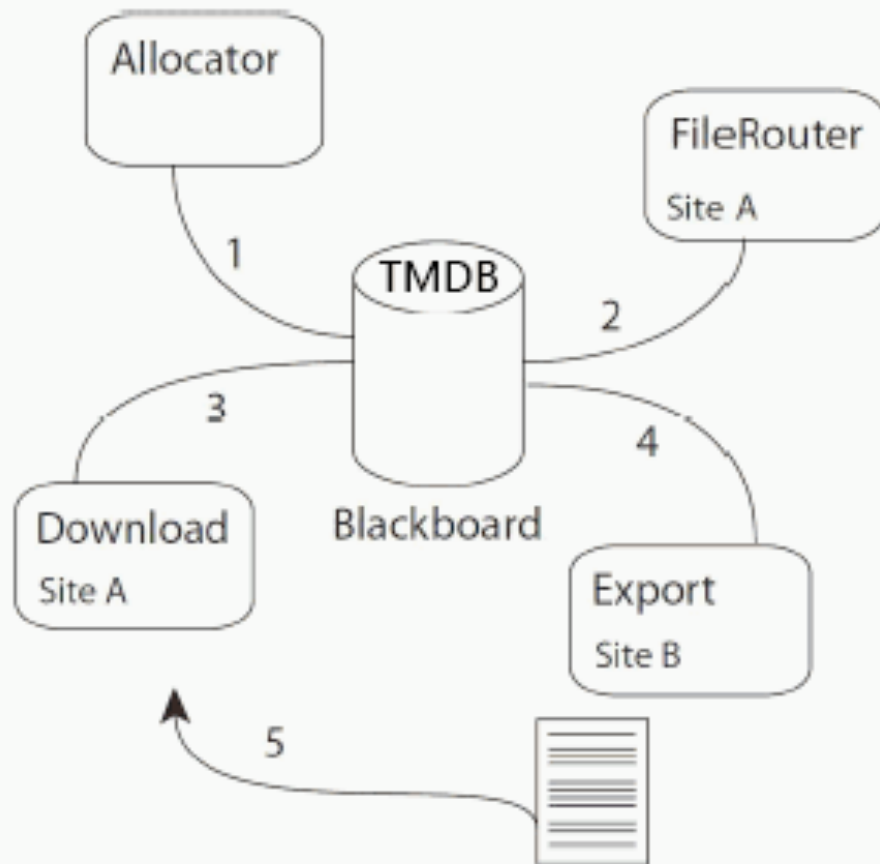 Allocator
FileRouter
Site A
1
TMDB
2
3
4
Download
Site A
Blackboard
Export
Site B
5